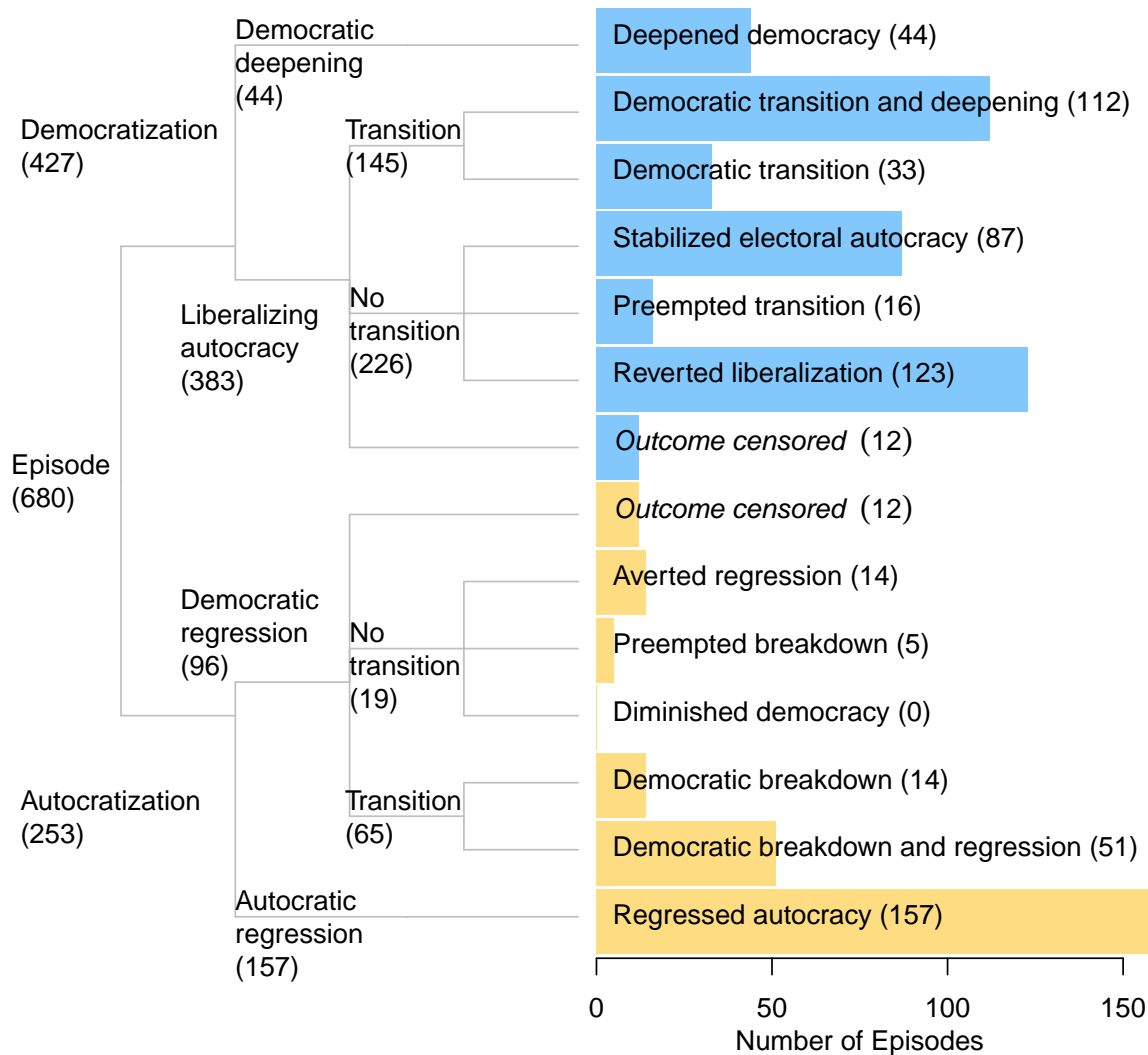 Democratic
deepening
(44)
Deepened democracy (44)
Democratization
(427)
Transition
(145)
Democratic transition and deepening (112)
Democratic transition (33)
Liberalizing
autocracy
(383)
No
transition
(226)
Stabilized electoral autocracy (87)
Preempted transition (16)
Reverted liberalization (123)
Outcome censored (12)
Episode
(680)
Outcome censored (12)
Democratic
regression
(96)
No
transition
(19)
Averted regression (14)
Preempted breakdown (5)
Diminished democracy (0)
Autocratization
(253)
Transition
(65)
Democratic breakdown (14)
Democratic breakdown and regression (51)
Autocratic
regression
(157)
Regressed autocracy (157)
0 50 100 150
Number of Episodes